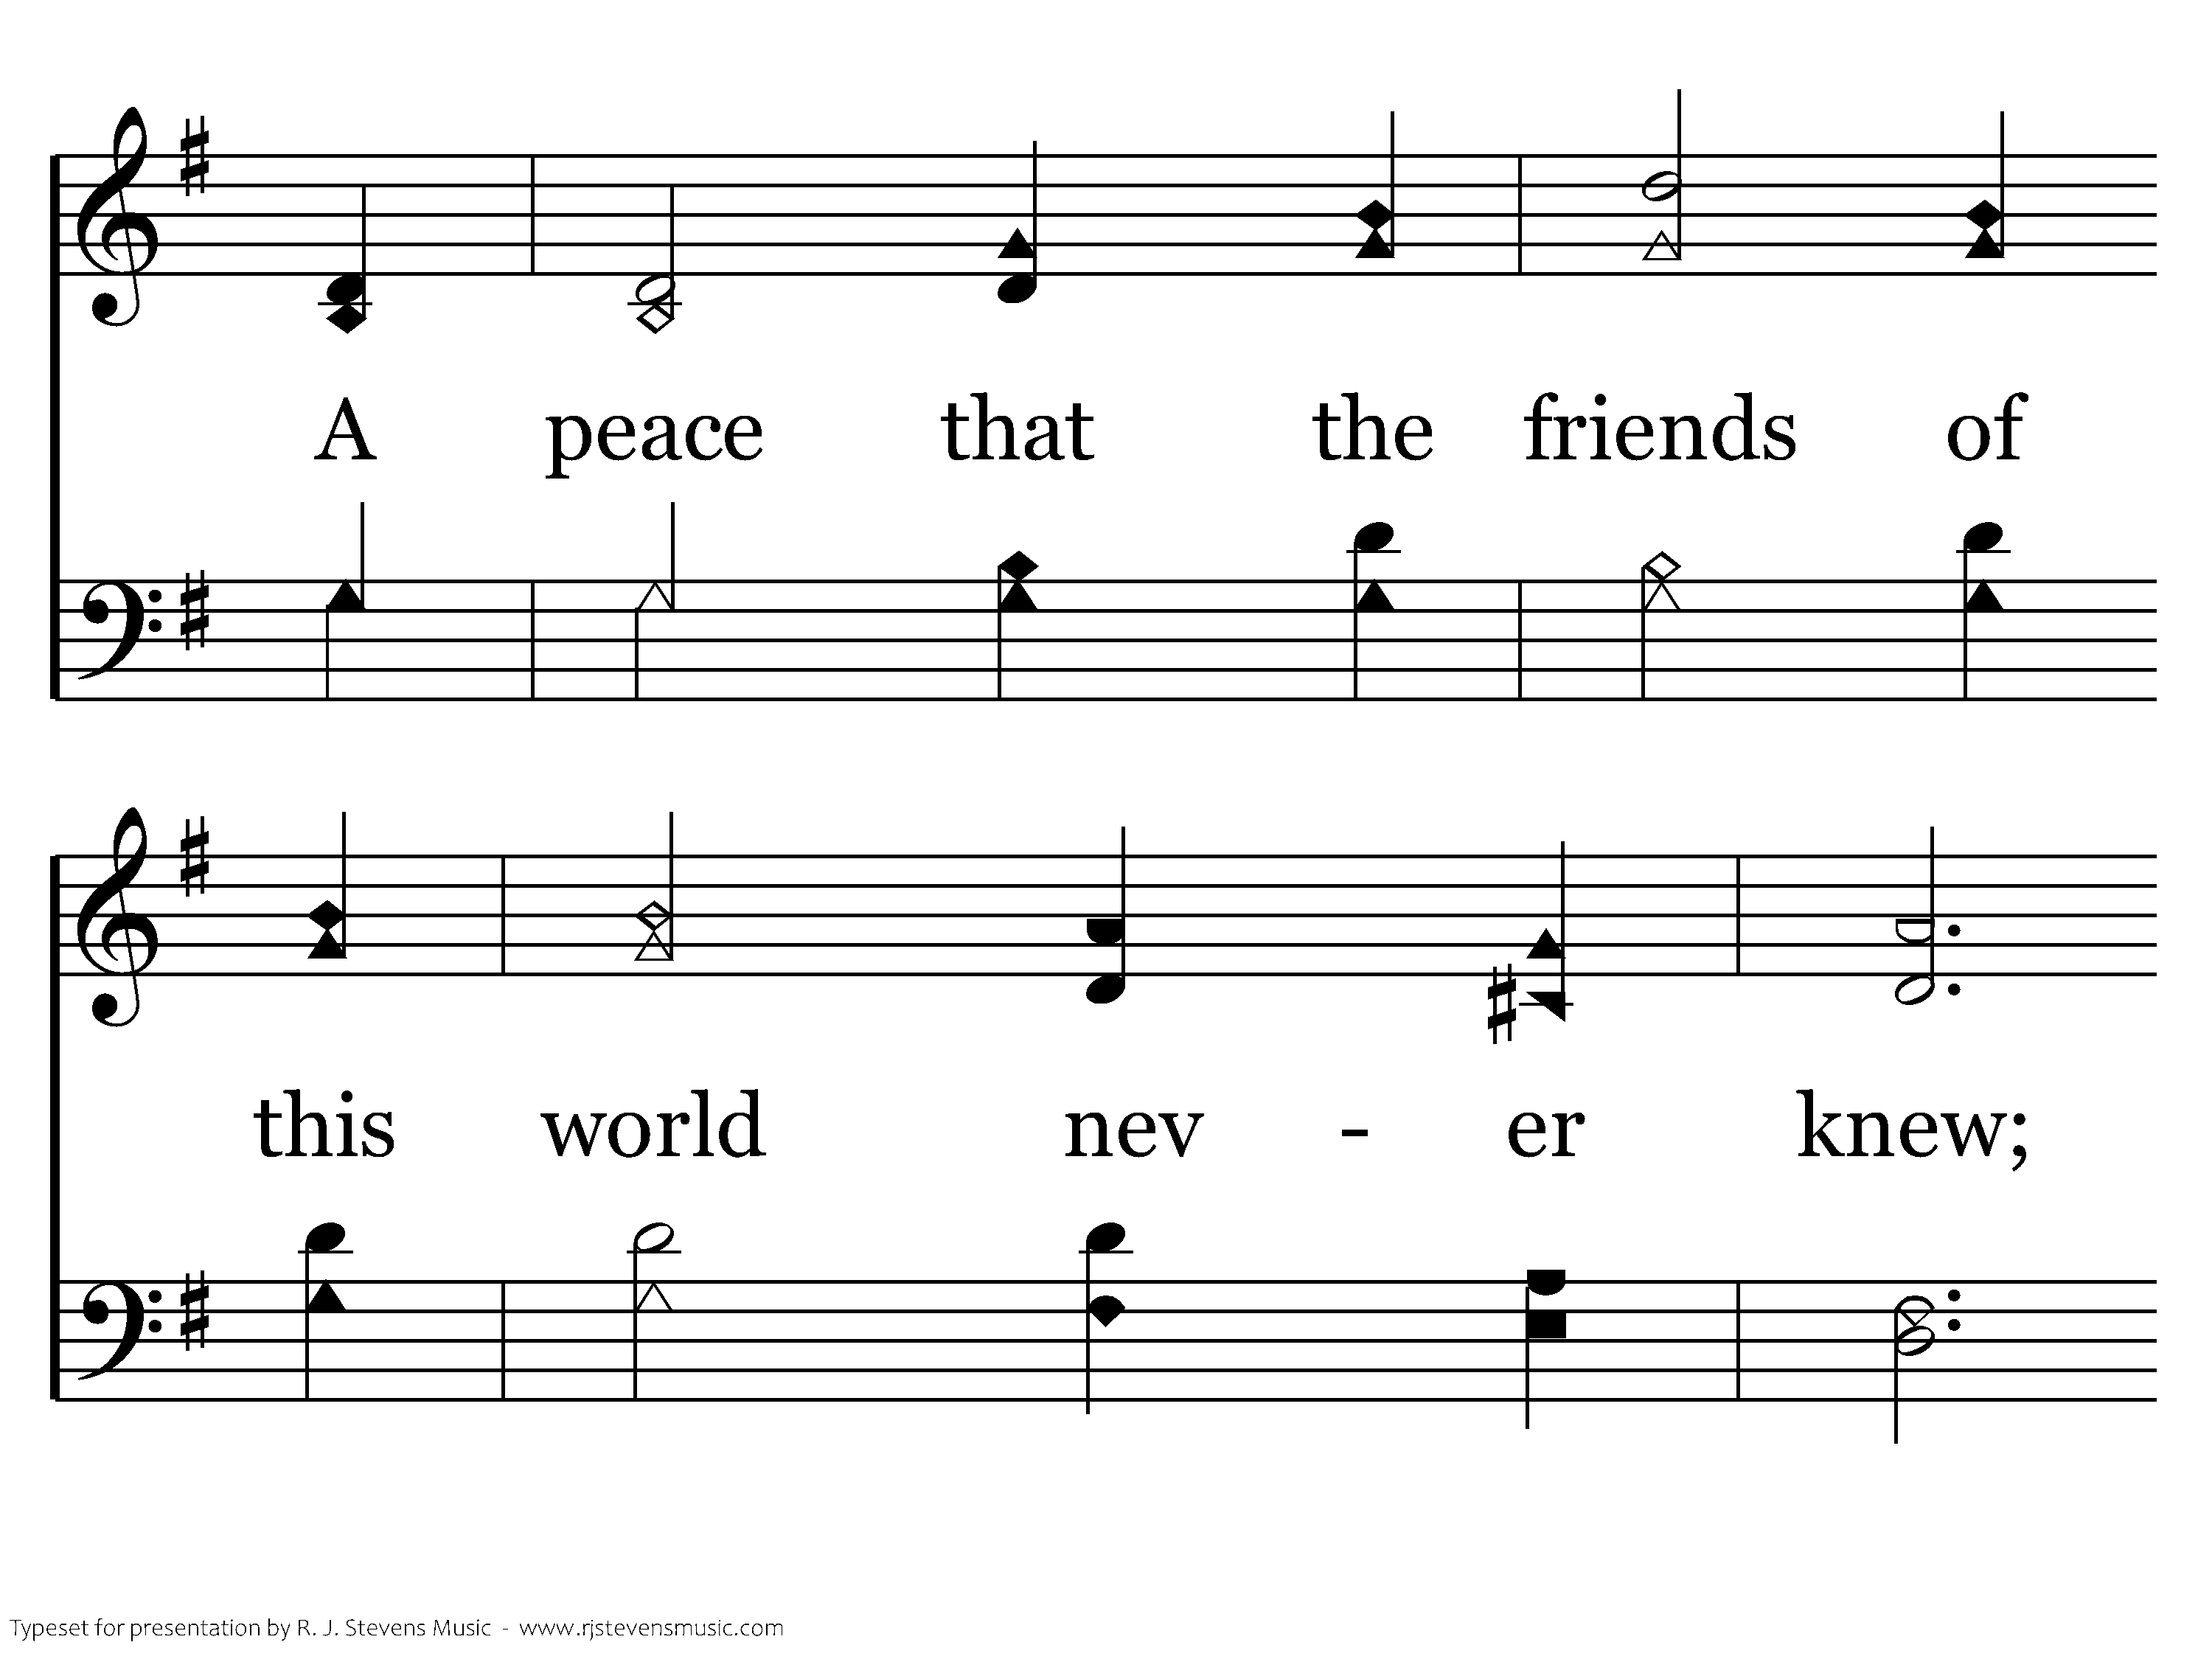 A peace that the friends of
this world nev - er knew;
Typeset for presentation by R. J. Stevens Music - www.rjstevensmusic.com